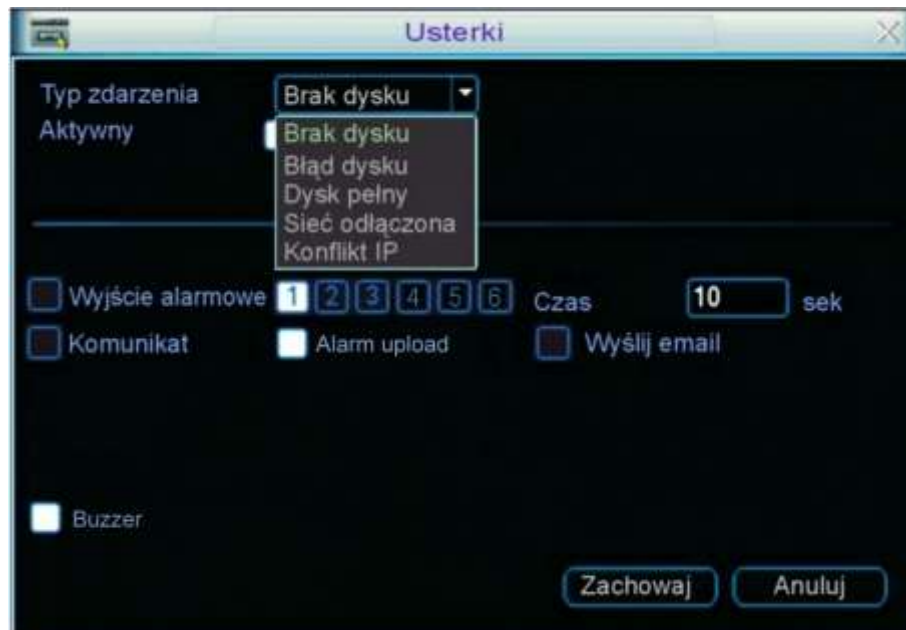 Usterki
Typ zdarzenia Brak dysku
Aktywny Brak dysku
Błąd dysku
Dysk pełny
Sieć odłączona
Konflikt IP
Wyjście alarmowe 1 2 3 4 5 6 Czas 10 sek
Komunikat Alarm upload Wyślij email
Buzzer
Zachowaj Anuluj